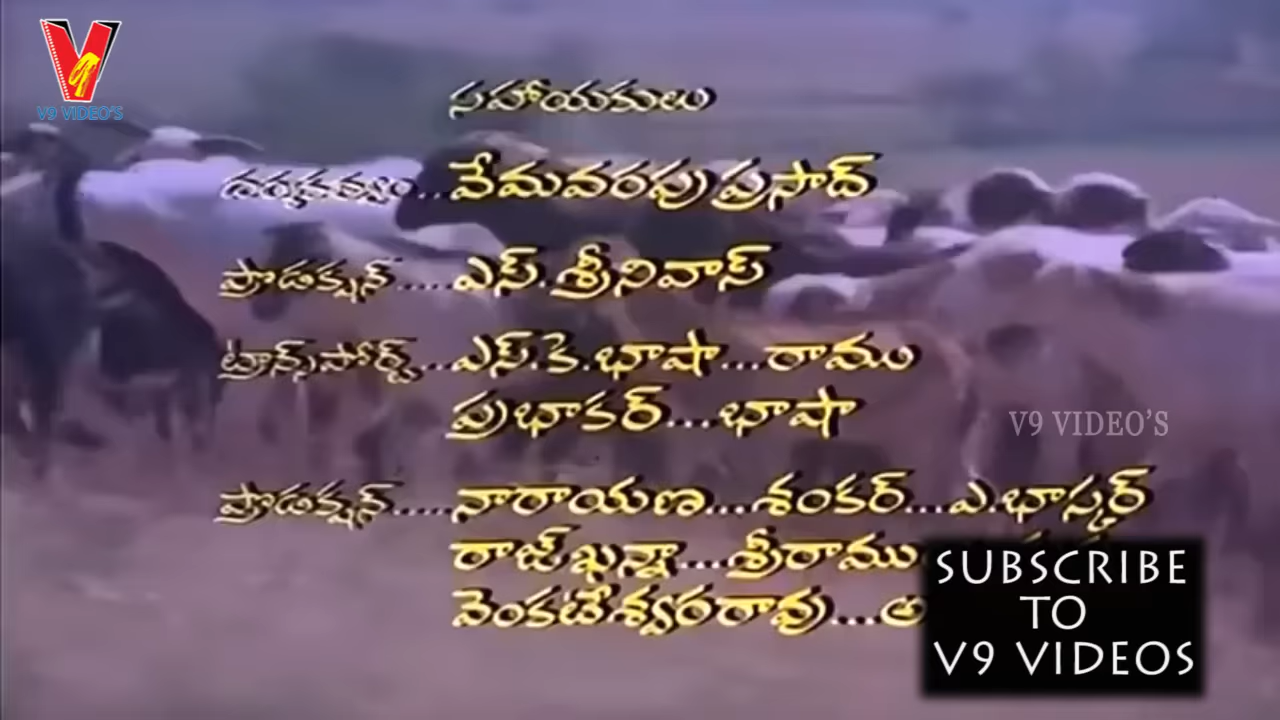 V9 VIDEO'S
సహాయకులు
దర్శకత్వం...వేమవరపు ప్రసాద్
ప్రొడక్షన్....ఎస్. శ్రీనివాస్
ట్రాన్స్‌పోర్ట్...ఎస్.కె.భాషా...రాము
ప్రభాకర్....భాషా
V9 VIDEO'S
ప్రొడక్షన్.....నారాయణ...శంకర్...ఎ.భాస్కర్
రాజ్ ఖన్నా...శ్రీరాము
వెంకటేశ్వరరావు...
SUBSCRIBE
TO
V9 VIDEOS